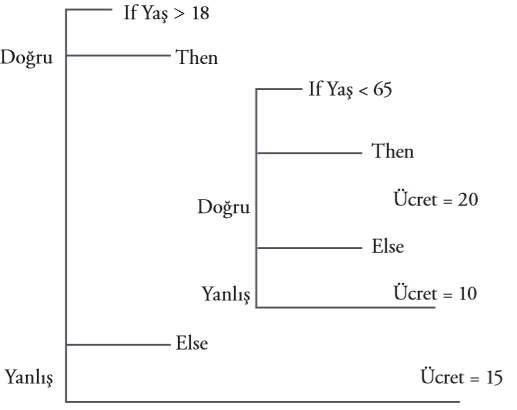 If Yaş > 18
Doğru
Then
If Yaş < 65
Then
Ücret = 20
Doğru
Else
Yanlış
Ücret = 10
Else
Yanlış
Ücret = 15